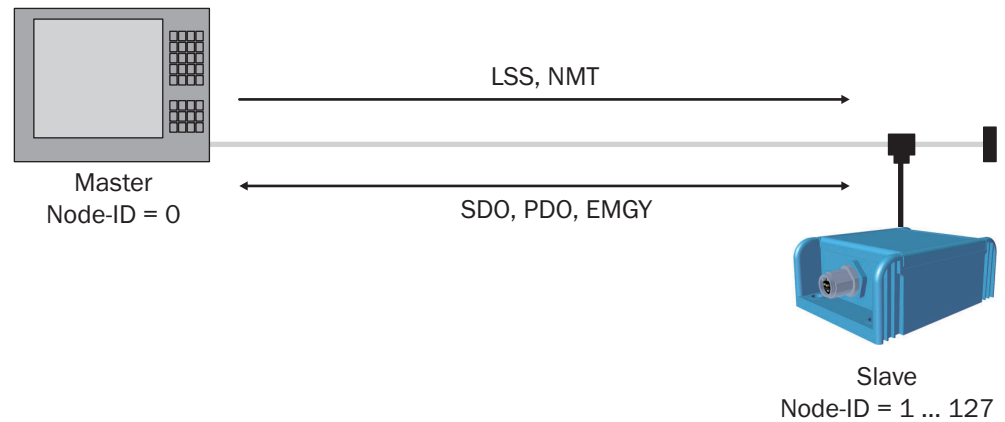 LSS, NMT
Master
Node-ID = 0
SDO, PDO, EMGY
Slave
Node-ID = 1 ... 127